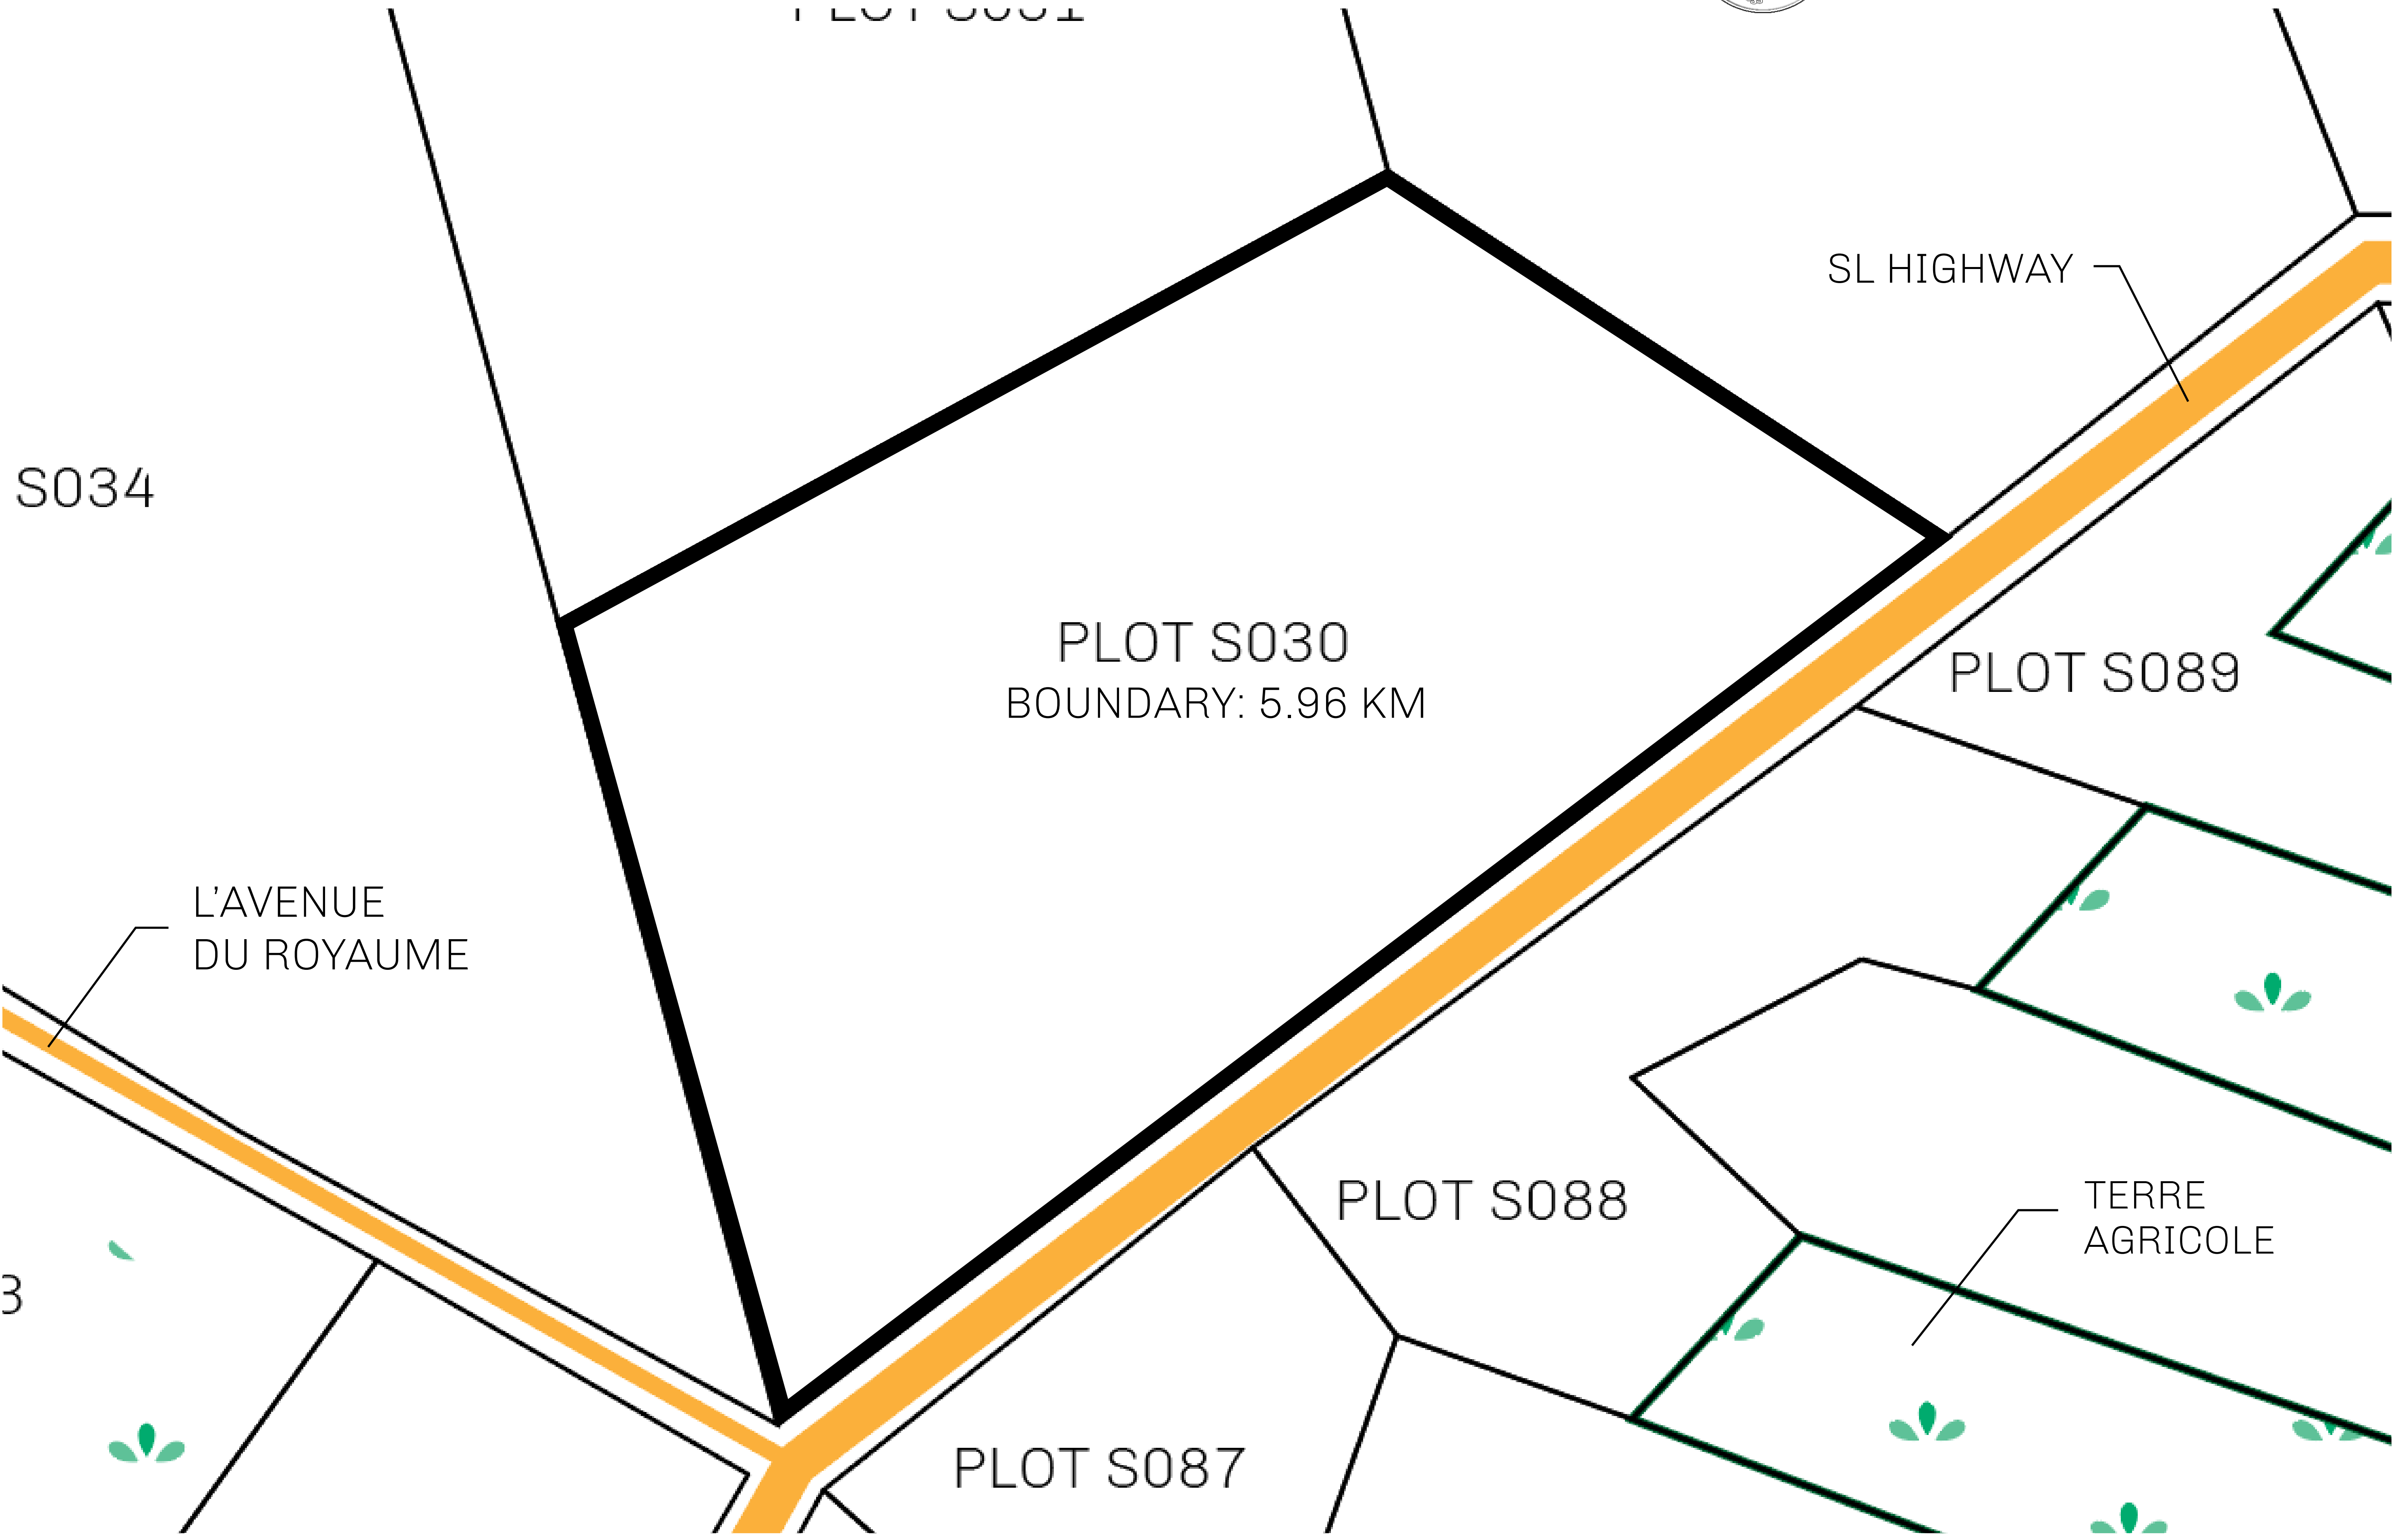 SL HIGHWAY
S034
PLOT S030
BOUNDARY: 5.96 KM
PLOT S089
L'AVENUE
DU ROYAUME
PLOT S088
TERRE
AGRICOLE
3
PLOT S087